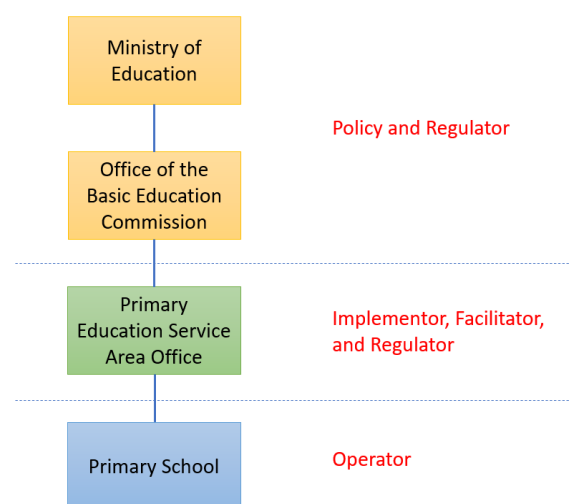 Ministry of
Education
Policy and Regulator
Office of the
Basic Education
Commission
Primary
Education Service
Area Office
Implementor, Facilitator,
and Regulator
Primary School
Operator